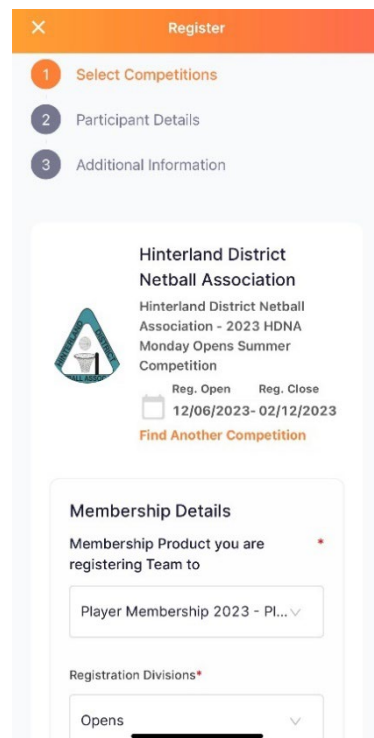 Register
1 Select Competitions
2 Participant Details
3 Additional Information
Hinterland District
Netball Association
Hinterland District Netball
Association - 2023 HDNA
Monday Opens Summer
Competition
HINTERLAND
DISTRICT
Reg. Open Reg. Close
12/06/2023- 02/12/2023
Find Another Competition
Membership Details
Membership Product you are *
registering Team to
Player Membership 2023 - Pl...
Registration Divisions*
Opens